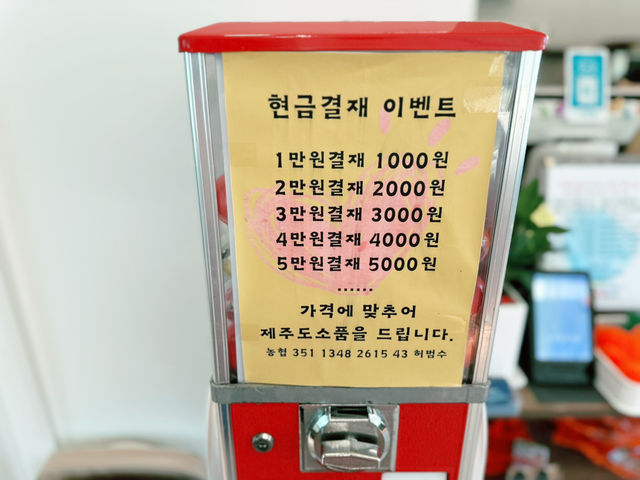 현금결재 이벤트
1만원결재 1000원
2만원결재 2000원
3만원결재 3000원
4만원결재 4000원
5만원결재 5000원
......
가격에 맞추어
제주도소품을 드립니다.
농협 351 1348 2615 43 허범수